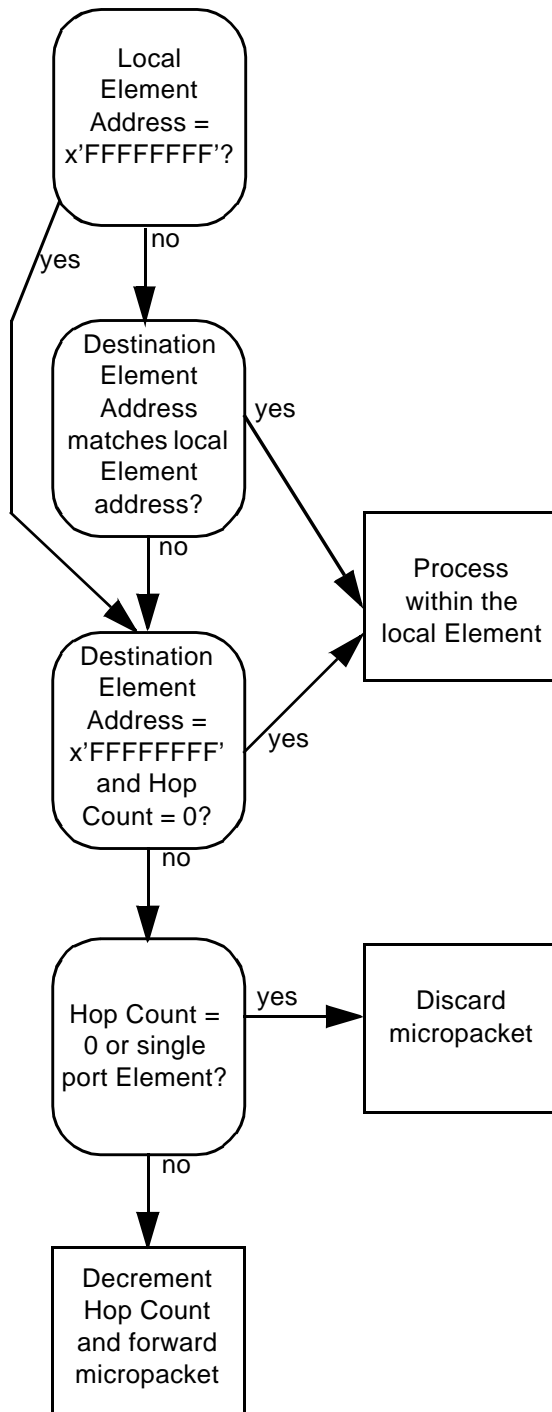 Local
Element
Address =
x'FFFFFFFF'?
no
yes
Destination
Element
Address
matches local
Element
address?
yes
no
Process
within the
local Element
Destination
Element
Address =
x'FFFFFFFF'
and Hop
Count = 0?
yes
no
Hop Count =
0 or single
port Element?
yes
Discard
micropacket
no
Decrement
Hop Count
and forward
micropacket